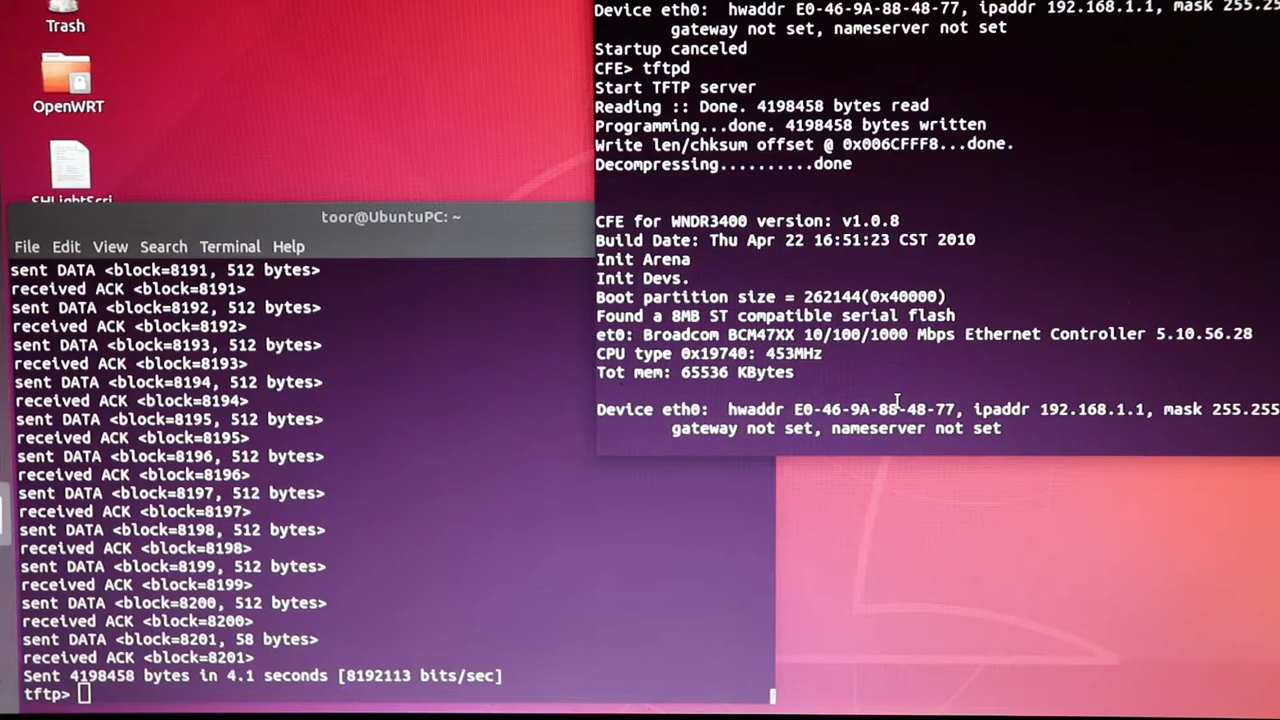 Trash
OpenWRT
Device eth0:  hwaddr E0-46-9A-88-48-77, ipaddr 192.168.1.1, mask
gateway not set, nameserver not set
Startup canceled
CFE> tftpd
Start TFTP server
Reading :: Done. 4198458 bytes read
Programming...done. 4198458 bytes written
Write len/chksum offset @ 0x006CFFF8...done.
Decompressing..........done
CFE for WNDR3400 version: v1.0.8
Build Date: Thu Apr 22 16:51:23 CST 2010
Init Arena
Init Devs.
Boot partition size = 262144(0x40000)
Found a 8MB ST compatible serial flash
et0: Broadcom BCM47XX 10/100/1000 Mbps Ethernet Controller 5.10.56.28
CPU type 0x19740: 453MHz
Tot mem: 65536 KBytes
Device eth0:  hwaddr E0-46-9A-88-48-77, ipaddr 192.168.1.1, mask
gateway not set, nameserver not set
toor@UbuntuPC: ~
File Edit View Search Terminal Help
sent DATA <block=8191, 512 bytes>
received ACK <block=8191>
sent DATA <block=8192, 512 bytes>
received ACK <block=8192>
sent DATA <block=8193, 512 bytes>
received ACK <block=8193>
sent DATA <block=8194, 512 bytes>
received ACK <block=8194>
sent DATA <block=8195, 512 bytes>
received ACK <block=8195>
sent DATA <block=8196, 512 bytes>
received ACK <block=8196>
sent DATA <block=8197, 512 bytes>
received ACK <block=8197>
sent DATA <block=8198, 512 bytes>
received ACK <block=8198>
sent DATA <block=8199, 512 bytes>
received ACK <block=8199>
sent DATA <block=8200, 512 bytes>
received ACK <block=8200>
sent DATA <block=8201, 58 bytes>
received ACK <block=8201>
Sent 4198458 bytes in 4.1 seconds [8192113 bits/sec]
tftp>